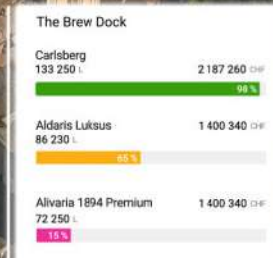 The Brew Dock
Carlsberg
133 250 L 2 187 260 CHF
98 %
Aldaris Luksus 1 400 340 CHF
86 230 L
65 %
Alivaria 1894 Premium 1 400 340 CHF
72 250 L
15 %